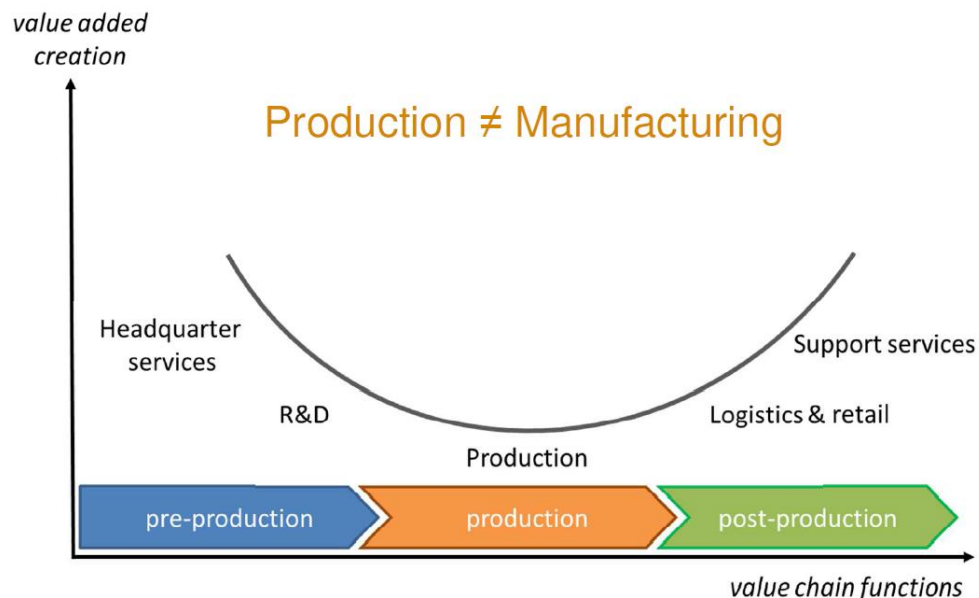 value added
creation
Production ≠ Manufacturing
Headquarter
services
Support services
R&D
Logistics & retail
Production
pre-production
production
post-production
value chain functions